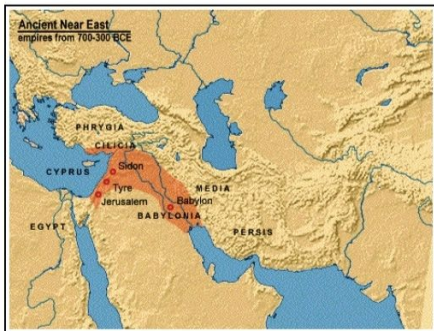 Ancient Near East
empires from 700-300 BCE
PHRYGIA
CILICIA
CYPRUS
Sidon
Tyre
Jerusalem
MEDIA
Babylon
BABYLONIA
EGYPT
PERSIS